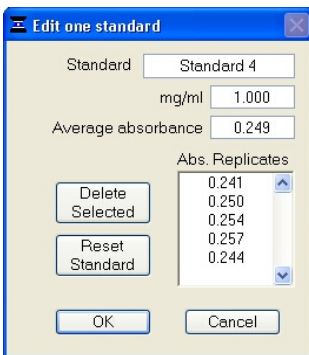 Edit one standard
Standard Standard 4
mg/ml 1.000
Average absorbance 0.249
Abs. Replicates
0.241
0.250
0.254
0.257
0.244
Delete
Selected
Reset
Standard
OK Cancel